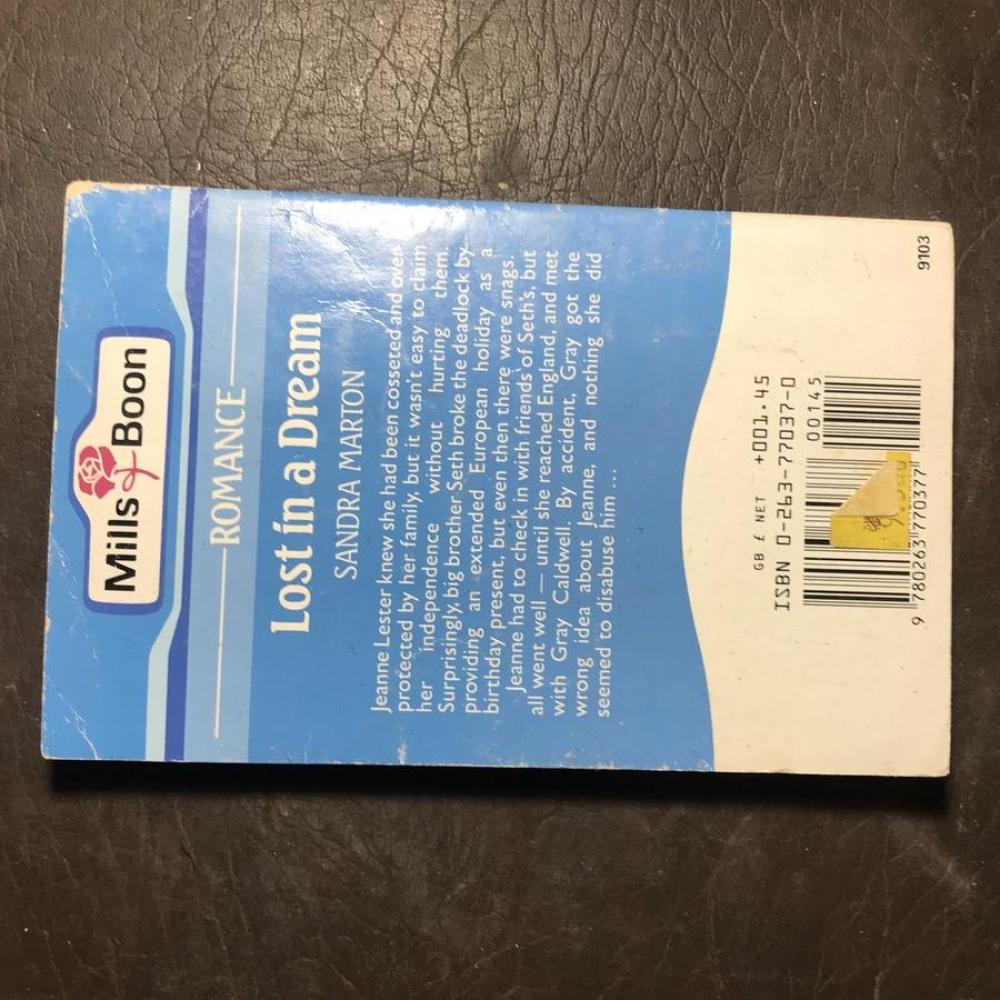 Mills & Boon
ROMANCE
Lost in a Dream
SANDRA MARTON
Jeanne Lester knew she had been cosseted and over
protected by her family, but it wasn't easy to claim
her independence without hurting them.
Surprisingly, big brother Seth broke the deadlock by
providing an extended European holiday as a
birthday present, but even then there were snags.
Jeanne had to check in with friends of Seth's, but
all went well — until she reached England, and met
with Gray Caldwell. By accident, Gray got the
wrong idea about Jeanne, and nothing she did
seemed to disabuse him ...
GB £ NET +001.45
ISBN 0-263-77037-0
00145
9 780263 770377
9103